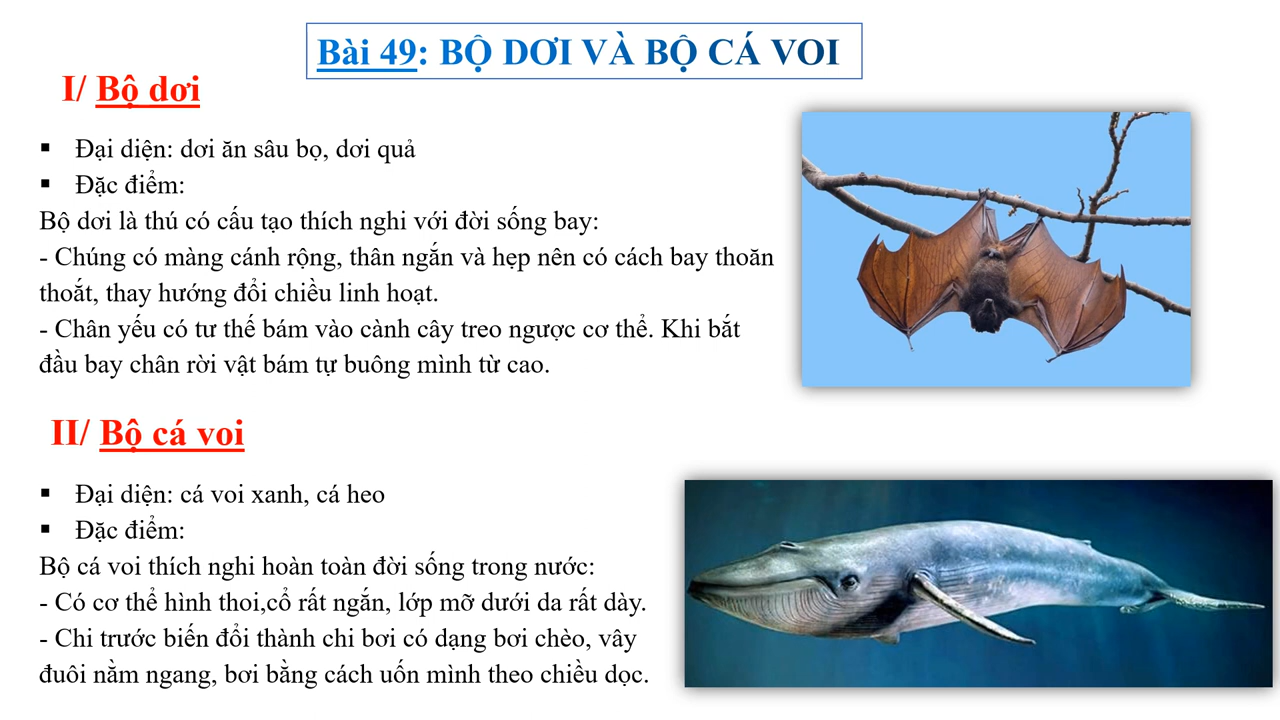 Bài 49: BỘ DƠI VÀ BỘ CÁ VOI
I/ Bộ dơi
▪ Đại diện: dơi ăn sâu bọ, dơi quả
▪ Đặc điểm:
Bộ dơi là thú có cấu tạo thích nghi với đời sống bay:
- Chúng có màng cánh rộng, thân ngắn và hẹp nên có cách bay thoăn
thoắt, thay hướng đổi chiều linh hoạt.
- Chân yếu có tư thế bám vào cành cây treo ngược cơ thể. Khi bắt
đầu bay chân rời vật bám tự buông mình từ cao.
II/ Bộ cá voi
▪ Đại diện: cá voi xanh, cá heo
▪ Đặc điểm:
Bộ cá voi thích nghi hoàn toàn đời sống trong nước:
- Có cơ thể hình thoi,cổ rất ngắn, lớp mỡ dưới da rất dày.
- Chi trước biến đổi thành chi bơi có dạng bơi chèo, vây
đuôi nằm ngang, bơi bằng cách uốn mình theo chiều dọc.